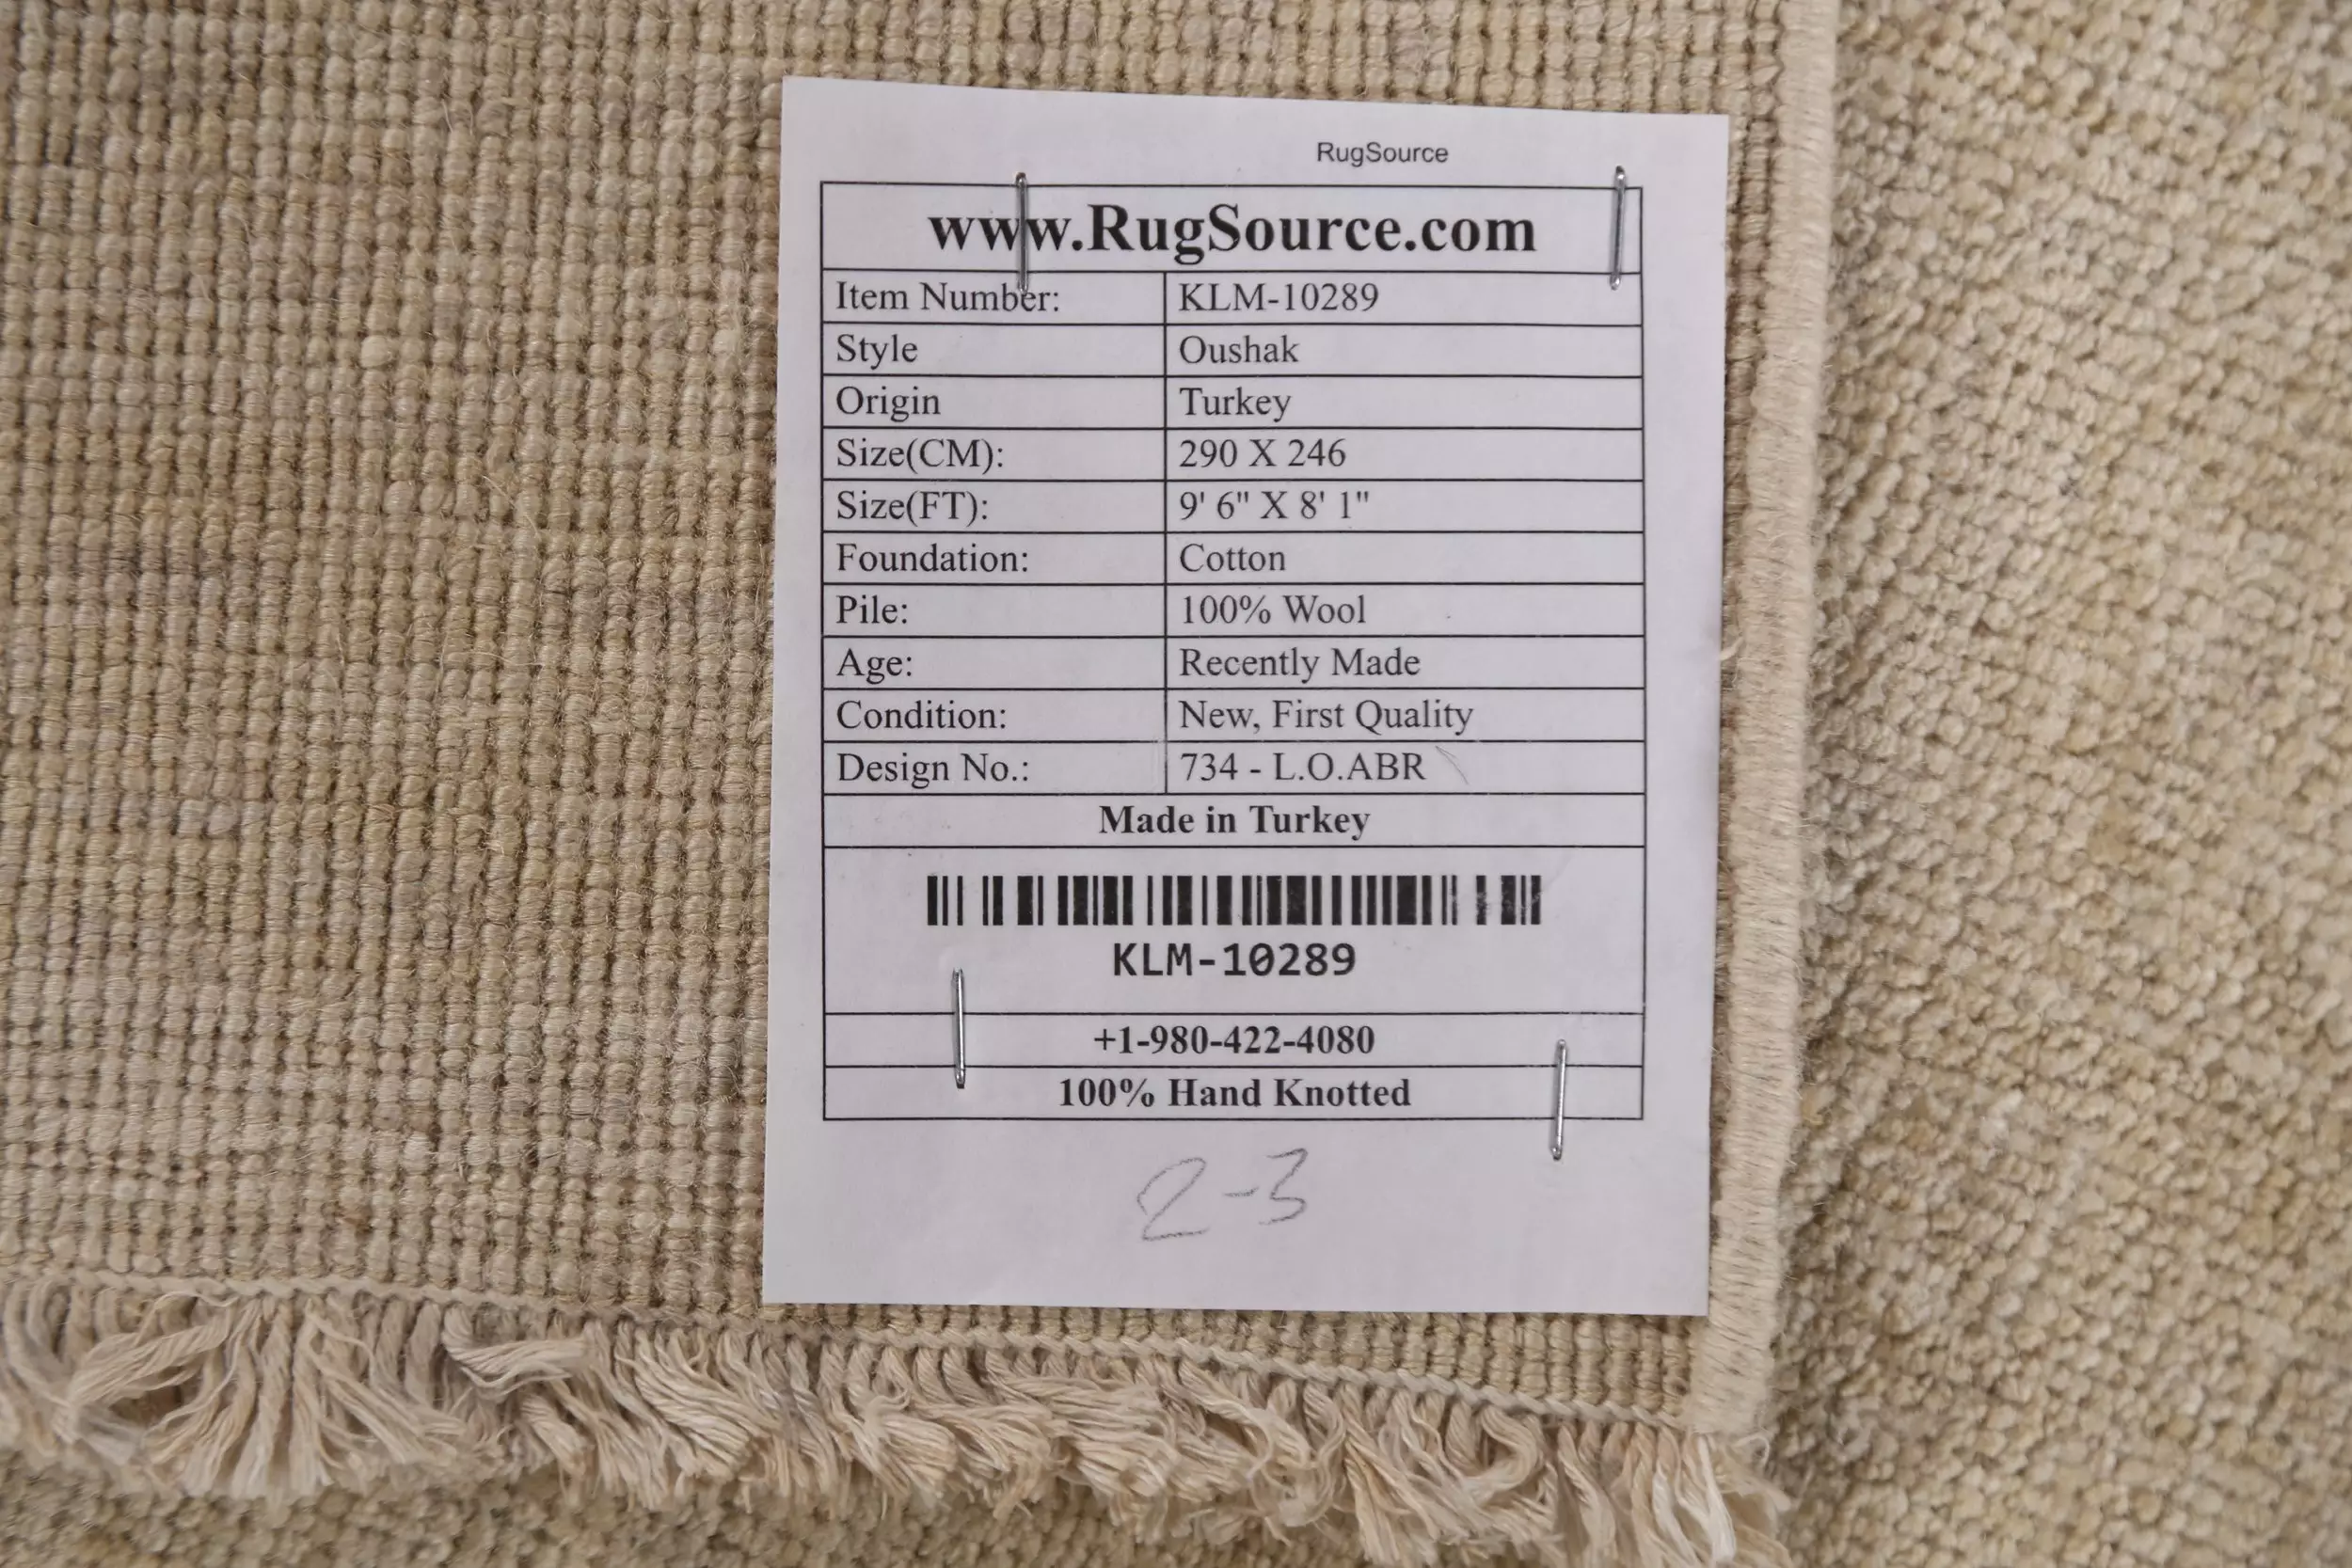 RugSource
www.RugSource.com
Item Number: KLM-10289
Style Oushak
Origin Turkey
Size(CM): 290 X 246
Size(FT): 9' 6" X 8' 1"
Foundation: Cotton
Pile: 100% Wool
Age: Recently Made
Condition: New, First Quality
Design No.: 734 - L.O.ABR
Made in Turkey
KLM-10289
+1-980-422-4080
100% Hand Knotted
2-3